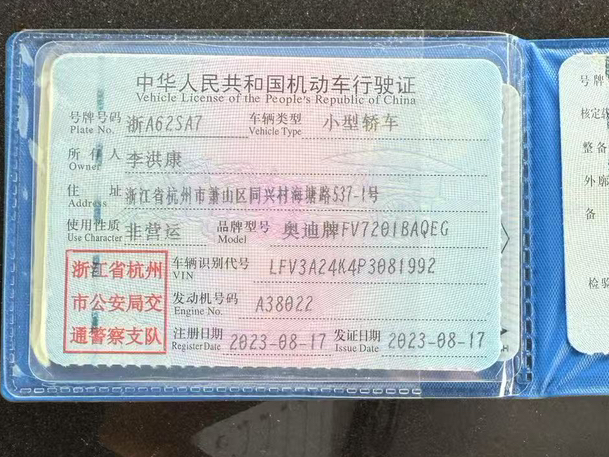 中华人民共和国机动车行驶证
Vehicle License of the People's Republic of China
号牌号码 浙A62SA7 车辆类型 小型轿车
Plate No. Vehicle Type
所有人 李洪康
Owner
住址 浙江省杭州市萧山区同兴村海塘路537-1号
Address
使用性质 非营运 品牌型号 奥迪牌FV7201BAQEG
Use Character Model
浙江省杭州
市公安局交
通警察支队
车辆识别代号 LFV3A24K4P3081992
VIN
发动机号码 A38022
Engine No.
注册日期 2023-08-17 发证日期 2023-08-17
Register Date Issue Date
号牌
核定
整备
外廓
备
检验